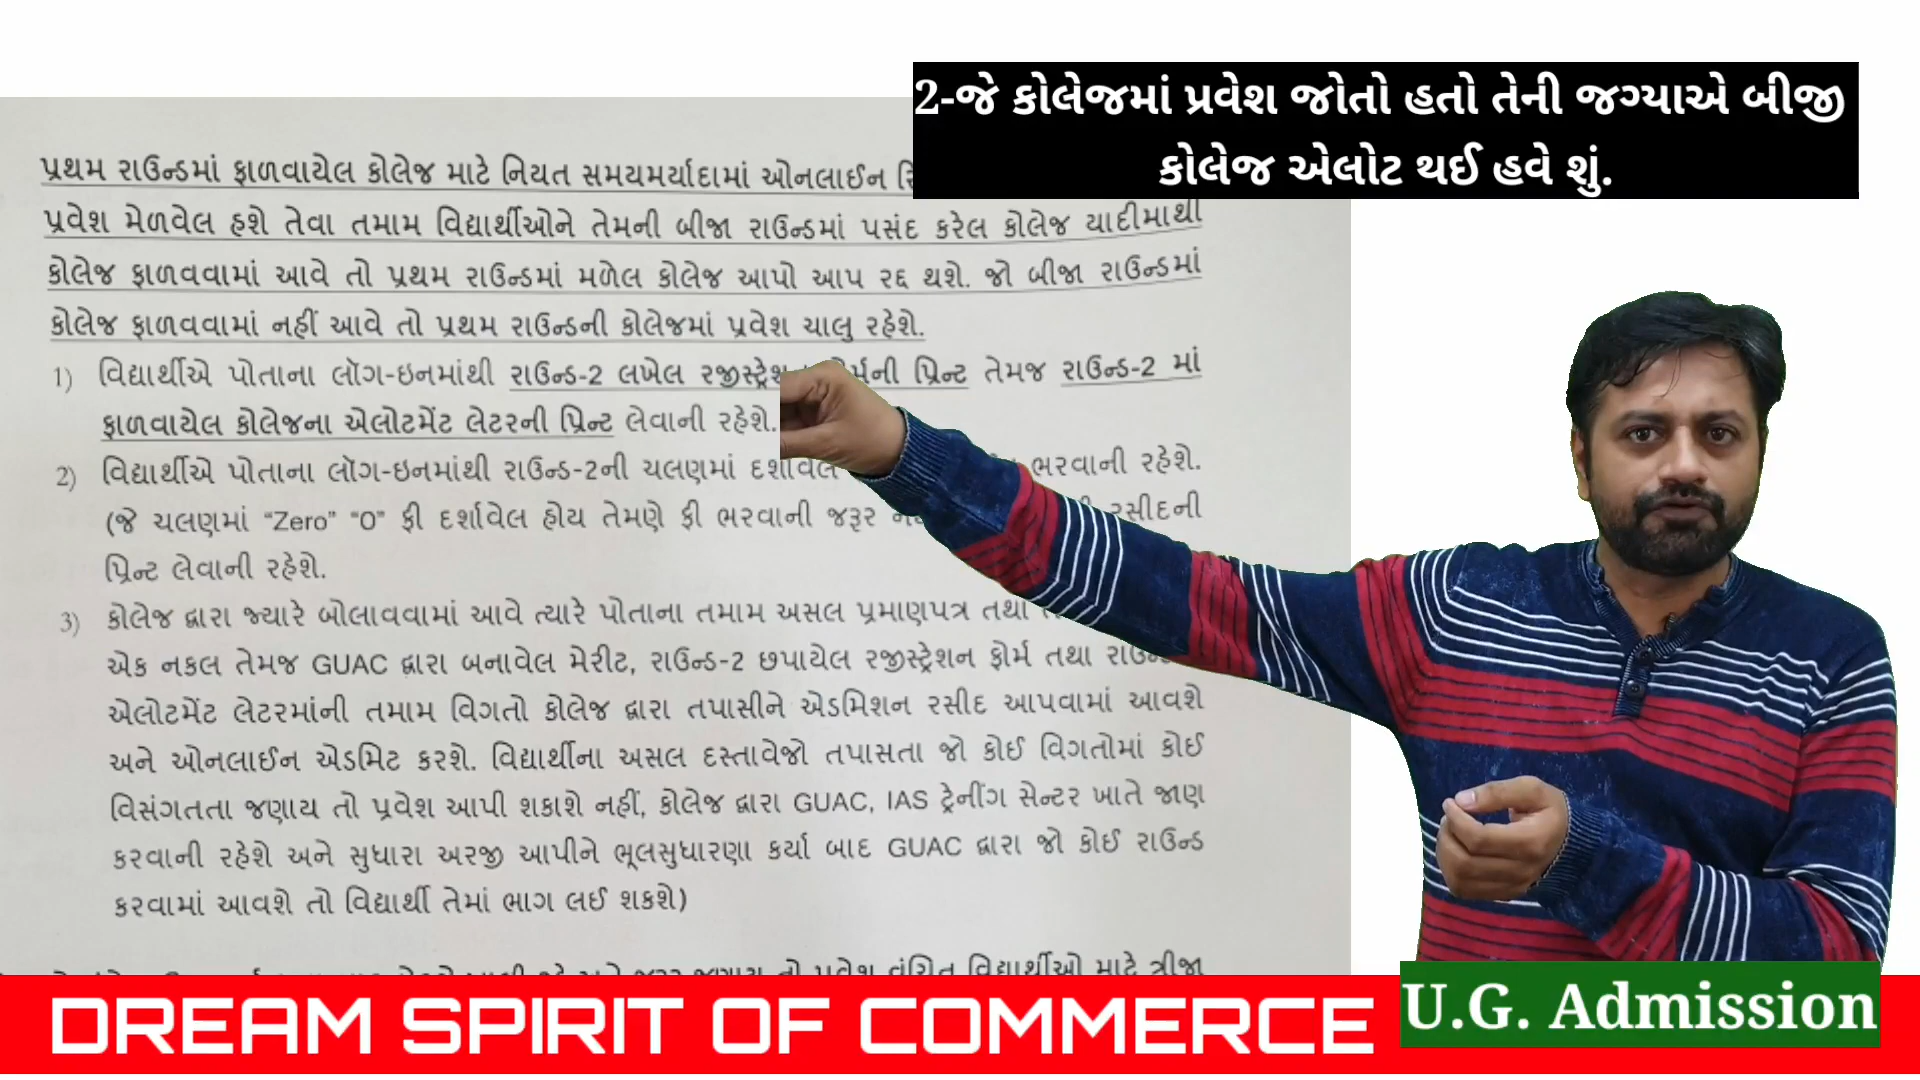 2-જે કોલેજમાં પ્રવેશ જોતો હતો તેની જગ્યાએ બીજી
કોલેજ એલોટ થઈ હવે શું.
પ્રથમ રાઉન્ડમાં ફાળવાયેલ કોલેજ માટે નિયત સમયમર્યાદામાં ઓનલાઈન
પ્રવેશ મેળવેલ હશે તેવા તમામ વિદ્યાર્થીઓને તેમની બીજા રાઉન્ડમાં પસંદ કરેલ કોલેજ યાદીમાથી
કોલેજ ફાળવવામાં આવે તો પ્રથમ રાઉન્ડમાં મળેલ કોલેજ આપો આપ રદ્દ થશે. જો બીજા રાઉન્ડમાં
કોલેજ ફાળવવામાં નહીં આવે તો પ્રથમ રાઉન્ડની કોલેજમાં પ્રવેશ ચાલુ રહેશે.
1) વિદ્યાર્થીએ પોતાના લૉગ-ઇનમાંથી રાઉન્ડ-2 લખેલ પ્રિન્ટ તેમજ રાઉન્ડ-2 માં
ફાળવાયેલ કોલેજના એલોટમેંટ લેટરની પ્રિન્ટ લેવાની રહેશે.
2) વિદ્યાર્થીએ પોતાના લૉગ-ઇનમાંથી રાઉન્ડ-2ની ચલણમાં દર્શાવેલ ભરવાની રહેશે.
(જે ચલણમાં “Zero” “0” ફી દર્શાવેલ હોય તેમણે ફી ભરવાની જરૂર રસીદની
પ્રિન્ટ લેવાની રહેશે.
3) કોલેજ દ્વારા જ્યારે બોલાવવામાં આવે ત્યારે પોતાના તમામ અસલ પ્રમાણપત્ર તથા
એક નકલ તેમજ GUAC દ્વારા બનાવેલ મેરીટ, રાઉન્ડ-2 છપાયેલ રજીસ્ટ્રેશન ફોર્મ તથા
એલોટમેંટ લેટરમાંની તમામ વિગતો કોલેજ દ્વારા તપાસીને એડમિશન રસીદ આપવામાં આવશે
અને ઓનલાઈન એડમિટ કરશે. વિદ્યાર્થીના અસલ દસ્તાવેજો તપાસતા જો કોઈ વિગતોમાં કોઈ
વિસંગતતા જણાય તો પ્રવેશ આપી શકાશે નહીં, કોલેજ દ્વારા GUAC, IAS ટ્રેનીંગ સેન્ટર ખાતે જાણ
કરવાની રહેશે અને સુધારા અરજી આપીને ભૂલસુધારણા કર્યા બાદ GUAC દ્વારા જો કોઈ રાઉન્ડ
કરવામાં આવશે તો વિદ્યાર્થી તેમાં ભાગ લઈ શકશે)
તો પ્રવેશ વંચિત વિદ્યાર્થીઓ માટે ત્રીજા
DREAM SPIRIT OF COMMERCE
U.G. Admission